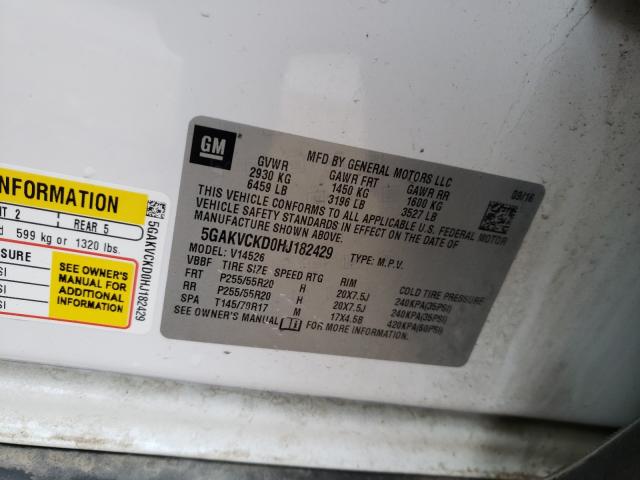 INFORMATION
NT 2 REAR 5
599 kg or 1320 lbs.
SEE OWNER'S
MANUAL FOR
ADDITIONAL
INFORMATION
5GAKVCKD0HJ182429
GM
MFD BY GENERAL MOTORS LLC
GVWR GAWR FRT GAWR RR
2930 KG 1450 KG 1600 KG
6459 LB 3196 LB 3527 LB
09/16
THIS VEHICLE CONFORMS TO ALL APPLICABLE U.S. FEDERAL MOTOR
VEHICLE SAFETY STANDARDS IN EFFECT ON THE DATE OF
MANUFACTURE SHOWN ABOVE.
5GAKVCKD0HJ182429
MODEL: V14526 TYPE: M.P.V.
VBBF TIRE SIZE SPEED RTG RIM COLD TIRE PRESSURE
FRT P255/55R20 H 20X7.5J 240KPA(35PSI)
RR P255/55R20 H 20X7.5J 240KPA(35PSI)
SPA T145/70R17 M 17X4.5B 420KPA(60PSI)
SEE OWNER'S MANUAL FOR MORE INFORMATION.